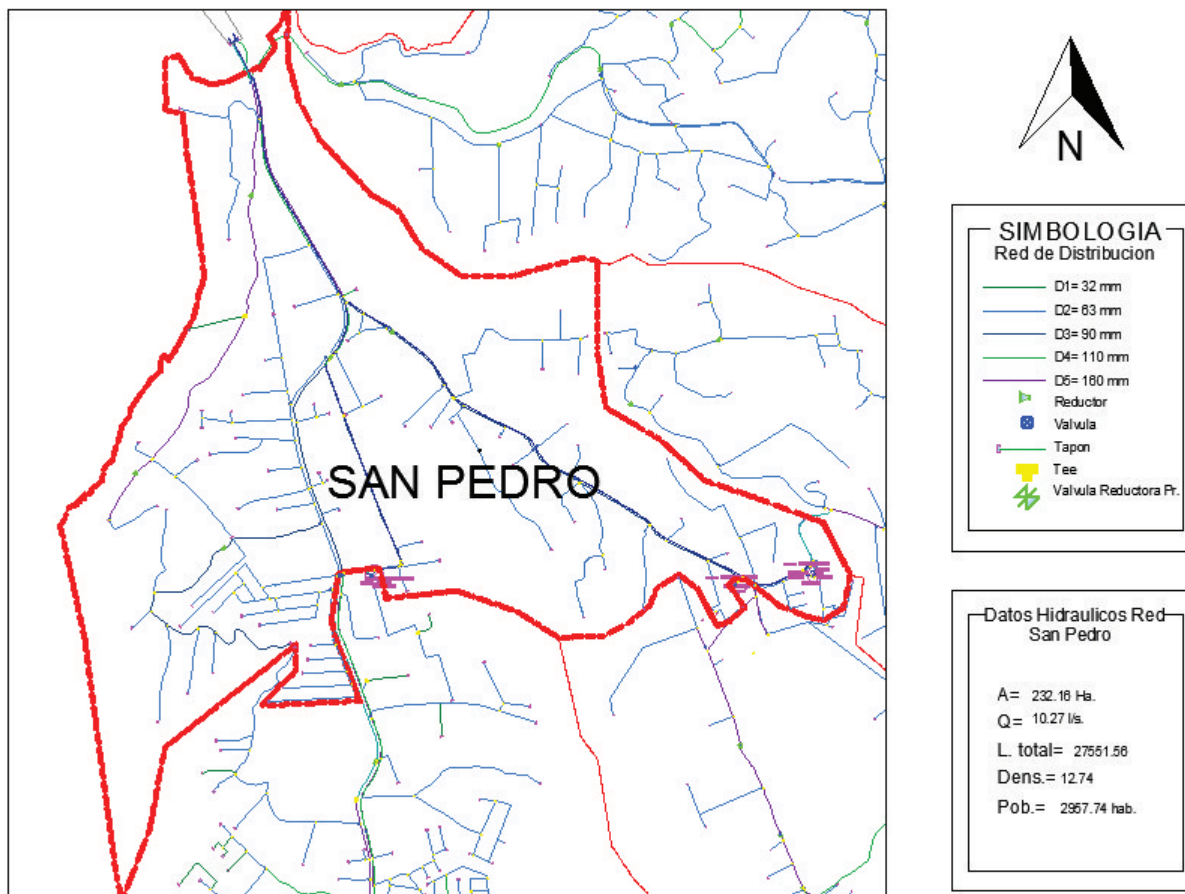 SAN PEDRO
N
SIMBOLOGIA
Red de Distribucion
D1= 32 mm
D2= 63 mm
D3= 90 mm
D4= 110 mm
D5= 160 mm
Reductor
Valvula
Tapon
Tee
Valvula Reductora Pr.
Datos Hidraulicos Red
San Pedro
A= 232.16 Ha.
Q= 10.27 l/s.
L. total= 27551.56
Dens.= 12.74
Pob.= 2957.74 hab.